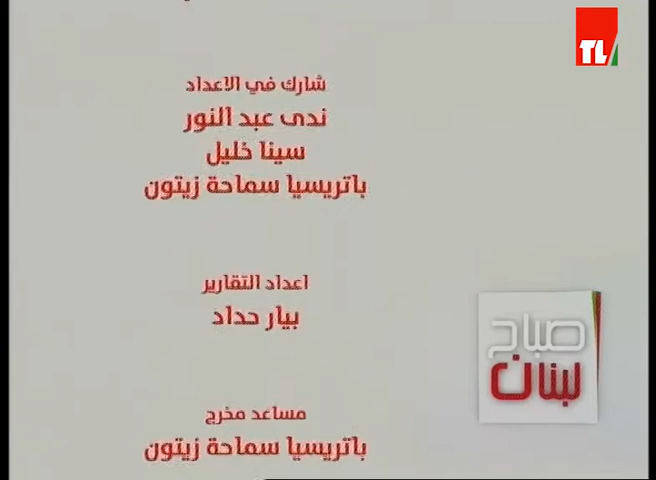 TL
شارك في الاعداد
ندى عبد النور
سينا خليل
باتريسيا سماحة زيتون
اعداد التقارير
بيار حداد
صباح
لبنان
مساعد مخرج
باتريسيا سماحة زيتون